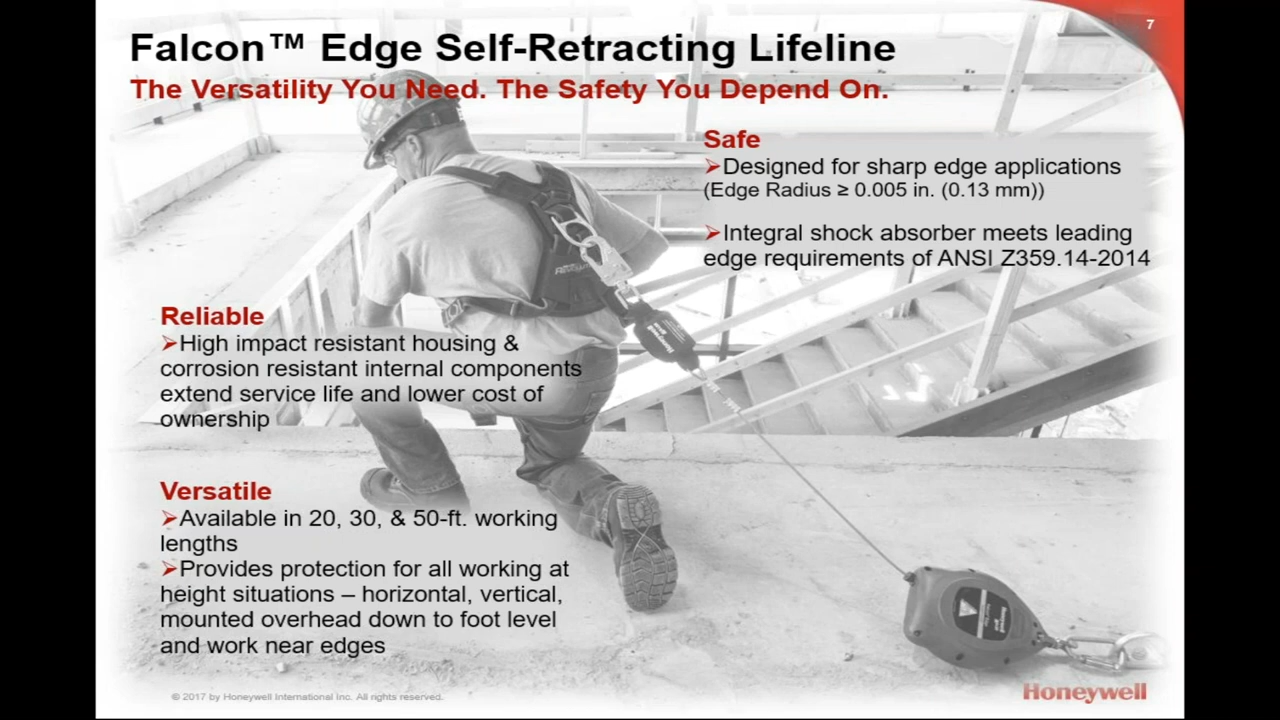 7
Falcon™ Edge Self-Retracting Lifeline
The Versatility You Need. The Safety You Depend On.
Safe
➢Designed for sharp edge applications
(Edge Radius ≥ 0.005 in. (0.13 mm))
➢Integral shock absorber meets leading
edge requirements of ANSI Z359.14-2014
Reliable
➢High impact resistant housing &
corrosion resistant internal components
extend service life and lower cost of
ownership
Versatile
➢Available in 20, 30, & 50-ft. working
lengths
➢Provides protection for all working at
height situations – horizontal, vertical,
mounted overhead down to foot level
and work near edges
© 2017 by Honeywell International Inc. All rights reserved.
Honeywell